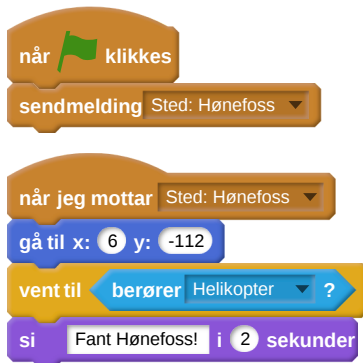 når klikkes
sendmelding Sted: Hønefoss
når jeg mottar Sted: Hønefoss
gå til x: 6 y: -112
vent til berører Helikopter ?
si Fant Hønefoss! i 2 sekunder